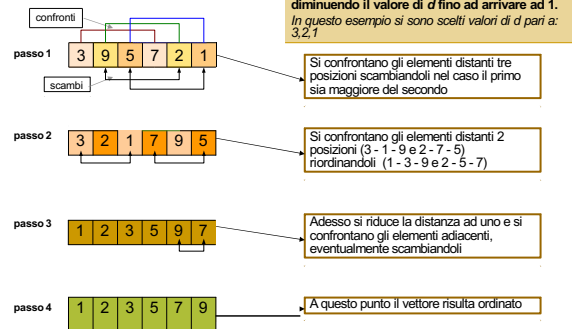 diminuendo il valore di d fino ad arrivare ad 1.
In questo esempio si sono scelti valori di d pari a:
3,2,1
confronti
passo 1
3 9 5 7 2 1
scambi
Si confrontano gli elementi distanti tre
posizioni scambiandoli nel caso il primo
sia maggiore del secondo
passo 2
3 2 1 7 9 5
Si confrontano gli elementi distanti 2
posizioni (3 - 1 - 9 e 2 - 7 - 5)
riordinandoli (1 - 3 - 9 e 2 - 5 - 7)
passo 3
1 2 3 5 9 7
Adesso si riduce la distanza ad uno e si
confrontano gli elementi adiacenti,
eventualmente scambiandoli
passo 4
1 2 3 5 7 9
A questo punto il vettore risulta ordinato